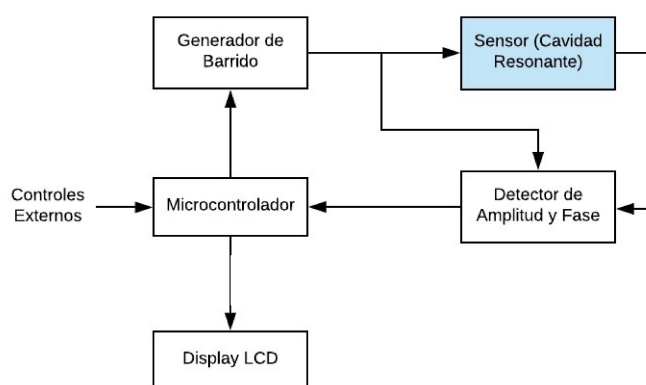 Generador de
Barrido
Sensor (Cavidad
Resonante)
Controles
Externos
Microcontrolador
Detector de
Amplitud y Fase
Display LCD